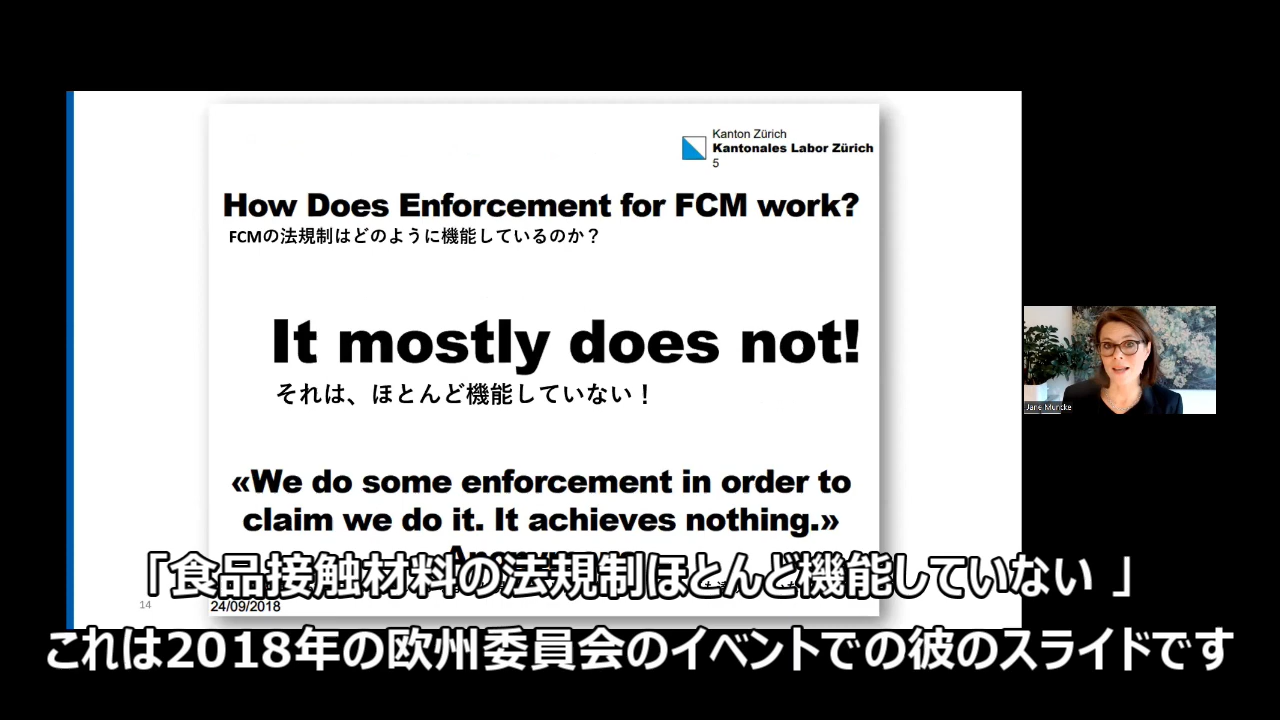 Kanton Zürich
Kantonales Labor Zürich
5
How Does Enforcement for FCM work?
FCMの法規制はどのように機能しているのか？
It mostly does not!
それは、ほとんど機能していない！
«We do some enforcement in order to
claim we do it. It achieves nothing.»
「食品接触材料の法規制ほとんど機能していない 」
14
24/09/2018
これは2018年の欧州委員会のイベントでの彼のスライドです
Jane Muncke